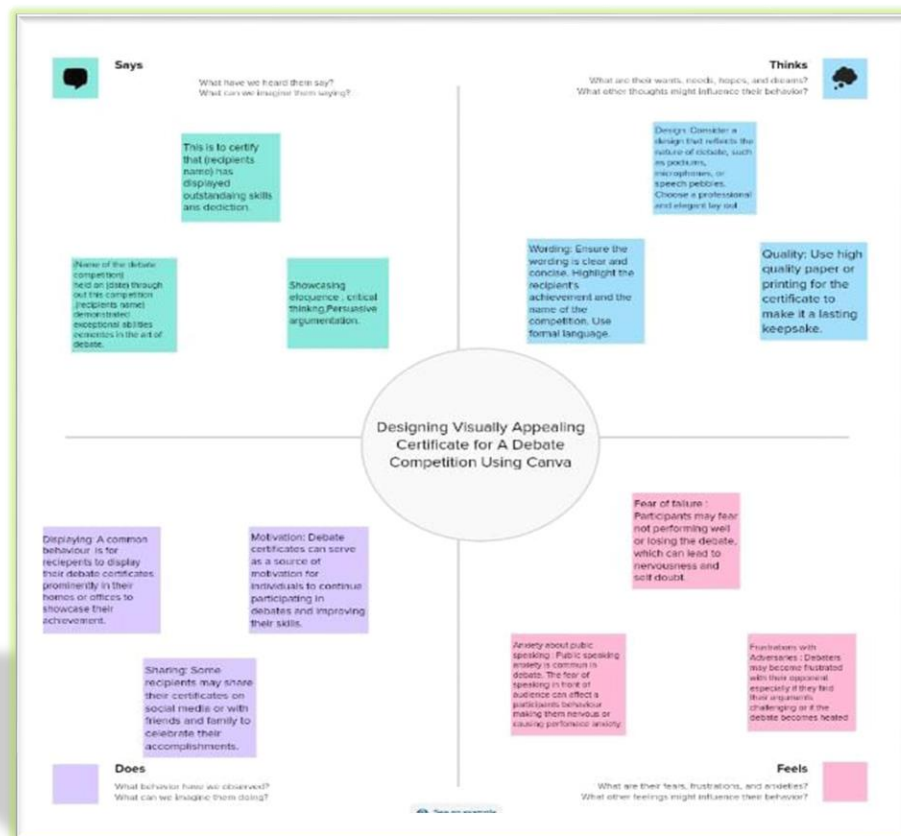 Says
What have we heard them say?
What can we imagine them saying?
Thinks
What are their wants, needs, hopes, and dreams?
What other thoughts might influence their behavior?
This is to certify
that (recipients
name) has
displayed
outstandaing skills
ans dediction.
(Name of the debate
competition)
held on (date) through
out this competition
,(recipients name)
demonstrated
exceptional abilities
in the art of
debate.
Showcasing
eloquence , critical
thinking,Persuasive
argumentation.
Design: Consider a
design that reflects the
nature of debate, such
as podiums,
microphones, or
speech pebbles.
Choose a professional
and elegant lay out
Wording: Ensure the
wording is clear and
concise. Highlight the
recipient's
achievement and the
name of the
competition. Use
formal language.
Quality: Use high
quality paper or
printing for the
certificate to
make it a lasting
keepsake.
Designing Visually Appealing
Certificate for A Debate
Competition Using Canva
Displaying: A common
behaviour is for
reciepents to display
their debate certificates
prominently in their
homes or offices to
showcase their
achievement.
Motivation: Debate
certificates can serve
as a source of
motivation for
individuals to continue
participating in
debates and improving
their skills.
Sharing: Some
recipients may share
their certificates on
social media or with
friends and family to
celebrate their
accomplishments.
Fear of failure :
Participants may fear
not performing well
or losing the debate,
which can lead to
nervousness and
self doubt.
Anxiety about pubic
speaking : Public speaking
anxiety is commun in
debate. The fear of
speaking in front of
audience can affect a
participants behaviour
making them nervous or
causing perfomace anxiety.
Frustrations with
Adversaries : Debaters
may become frustrated
with their opponent
especially if they find
their arguments
challenging or if the
debate becomes heated
Does
What behavior have we observed?
What can we imagine them doing?
Feels
What are their fears, frustrations, and anxieties?
What other feelings might influence their behavior?
See an example